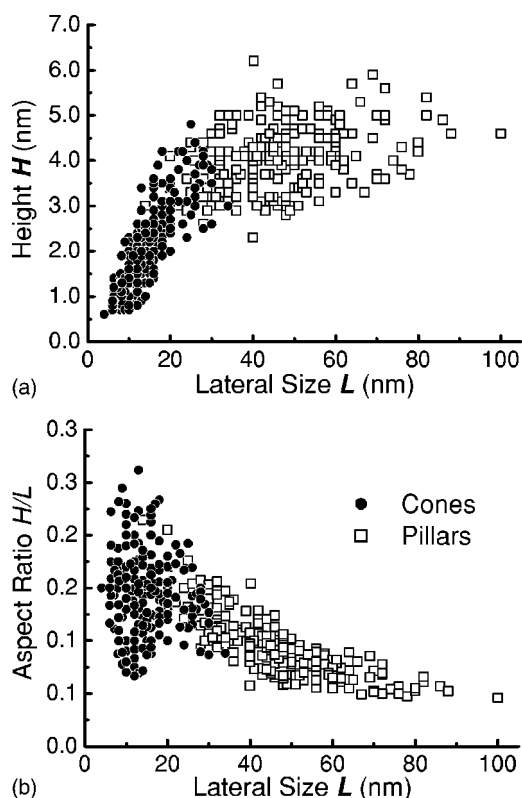 7.0
6.0
5.0
4.0
3.0
2.0
1.0
0.0
Height H (nm)
0 20 40 60 80 100
(a)
Lateral Size L (nm)
0.3
0.3
0.2
0.2
0.1
0.1
0.0
Aspect Ratio H/L
Cones
Pillars
0 20 40 60 80 100
(b)
Lateral Size L (nm)